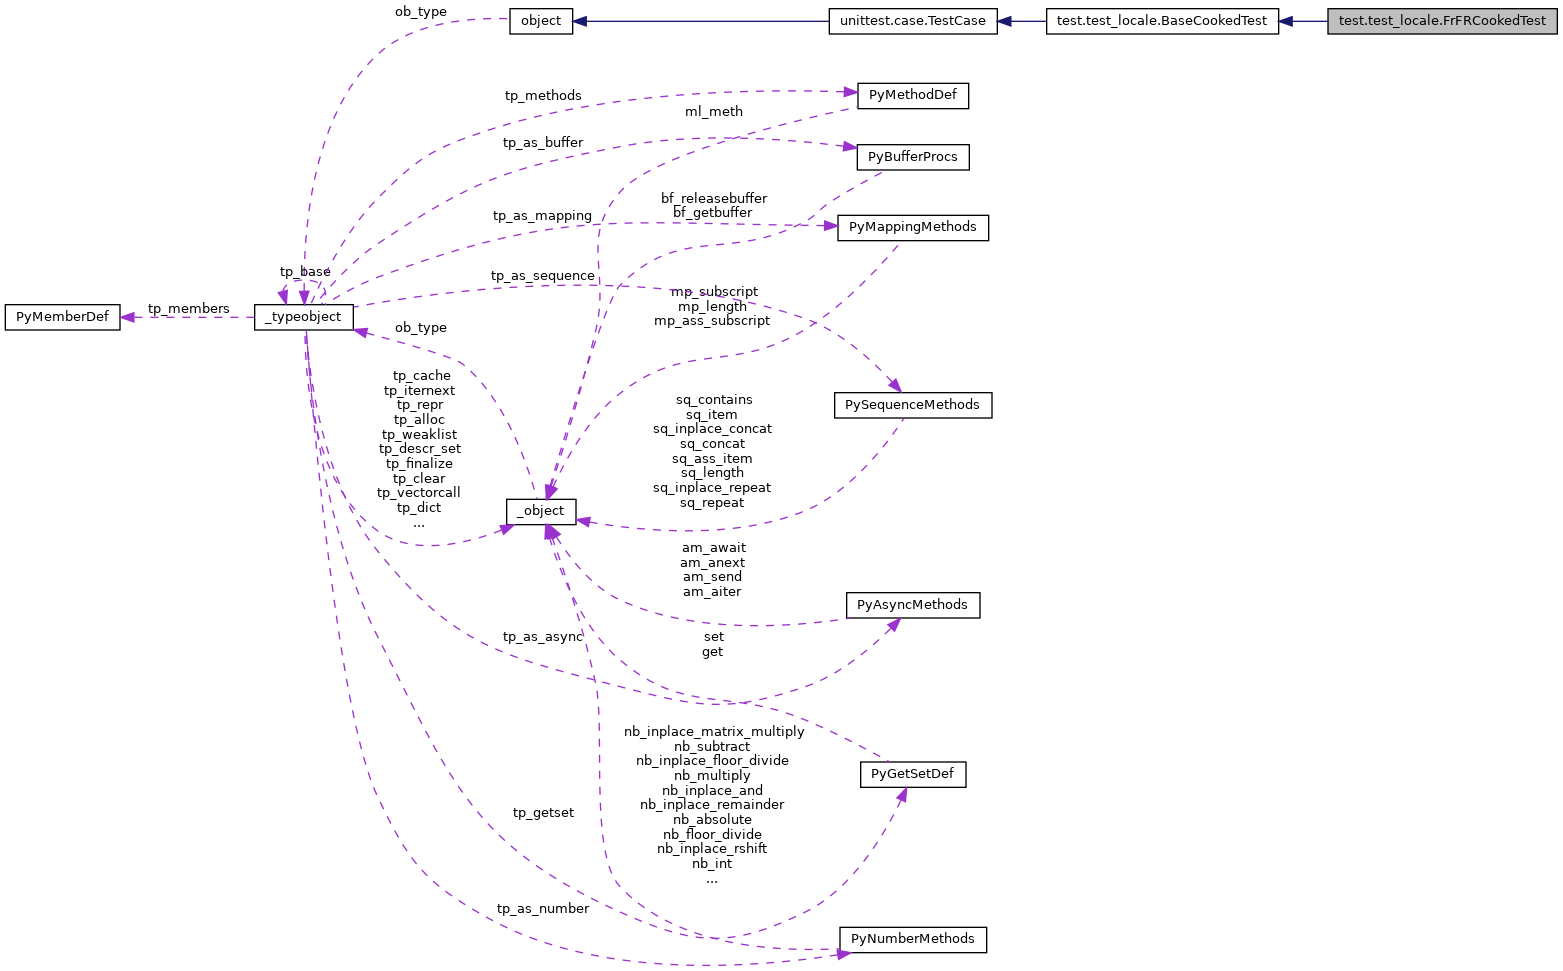 ob_type
object
unittest.case.TestCase
test.test_locale.BaseCookedTest
test.test_locale.FrFRCookedTest
tp_methods
PyMethodDef
ml_meth
tp_as_buffer
PyBufferProcs
bf_releasebuffer
bf_getbuffer
tp_as_mapping
PyMappingMethods
tp_base
tp_as_sequence
mp_subscript
mp_length
mp_ass_subscript
PyMemberDef
tp_members
_typeobject
ob_type
tp_cache
tp_iternext
tp_repr
tp_alloc
tp_weaklist
tp_descr_set
tp_finalize
tp_clear
tp_vectorcall
tp_dict
...
sq_contains
sq_item
sq_inplace_concat
sq_concat
sq_ass_item
sq_length
sq_inplace_repeat
sq_repeat
PySequenceMethods
_object
am_await
am_anext
am_send
am_aiter
PyAsyncMethods
tp_as_async
set
get
nb_inplace_matrix_multiply
nb_subtract
nb_inplace_floor_divide
nb_multiply
nb_inplace_and
nb_inplace_remainder
nb_absolute
nb_floor_divide
nb_inplace_rshift
nb_int
...
PyGetSetDef
tp_getset
tp_as_number
PyNumberMethods